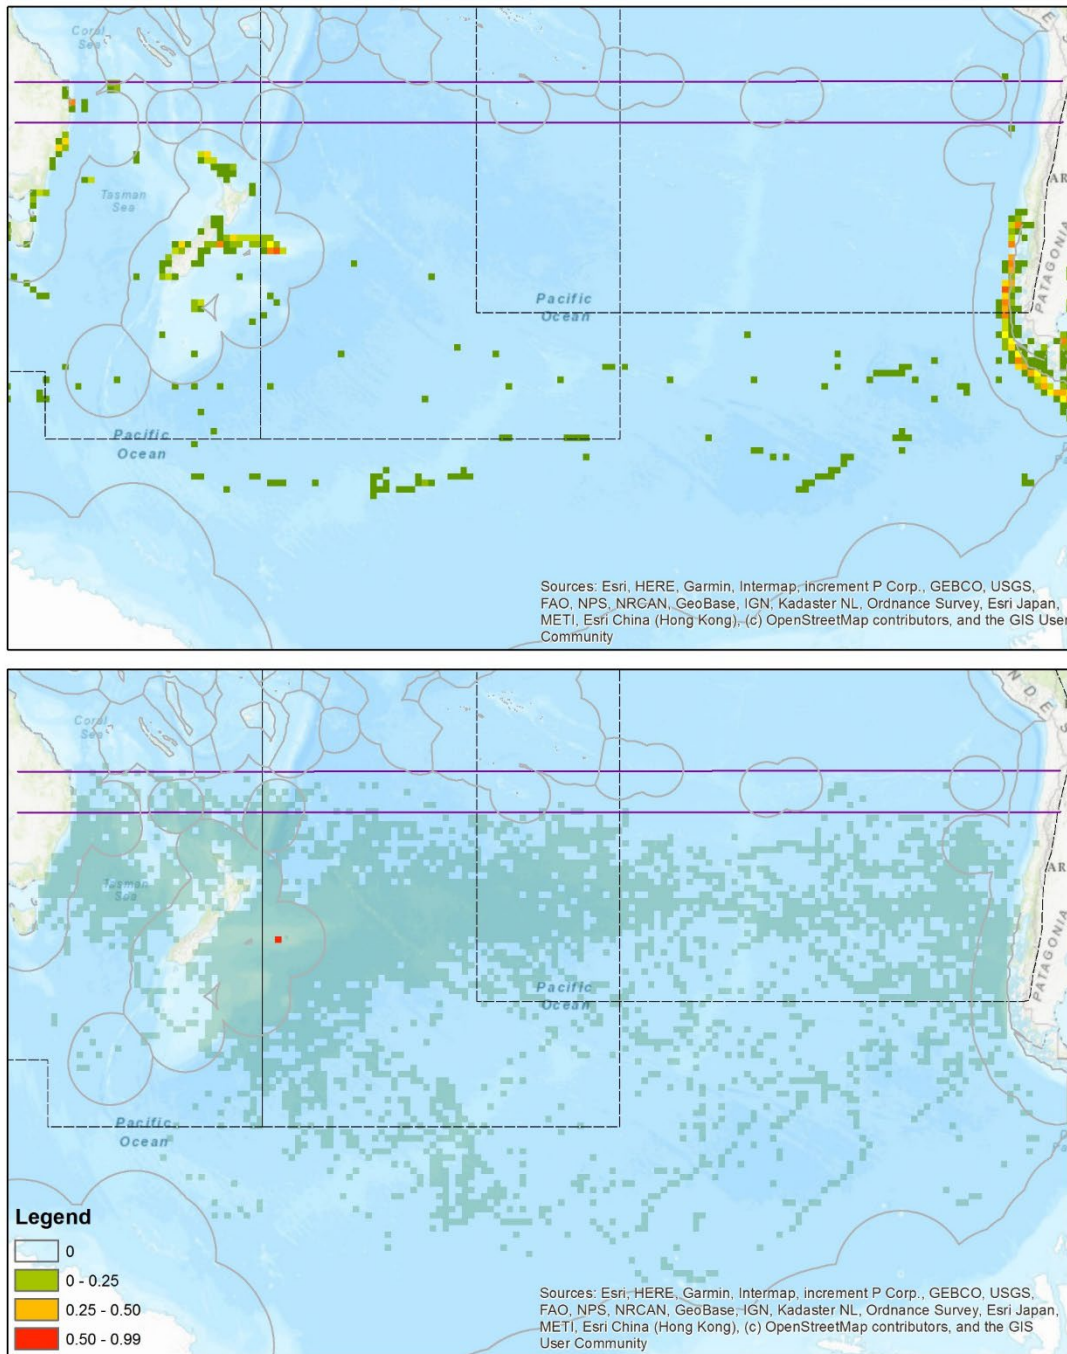 Coral
Sea
Tasman
Sea
AR
PATAGONIA
Pacific
Ocean
Pacific
Ocean
Sources: Esri, HERE, Garmin, Intermap, increment P Corp., GEBCO, USGS,
FAO, NPS, NRCAN, GeoBase, IGN, Kadaster NL, Ordnance Survey, Esri Japan,
METI, Esri China (Hong Kong), (c) OpenStreetMap contributors, and the GIS User
Community
Coral
Sea
NDES
Tasman
Sea
AR
PATAGONIA
Pacific
Ocean
Pacific
Ocean
Legend
0
0 - 0.25
0.25 - 0.50
0.50 - 0.99
Sources: Esri, HERE, Garmin, Intermap, increment P Corp., GEBCO, USGS,
FAO, NPS, NRCAN, GeoBase, IGN, Kadaster NL, Ordnance Survey, Esri Japan,
METI, Esri China (Hong Kong), (c) OpenStreetMap contributors, and the GIS
User Community